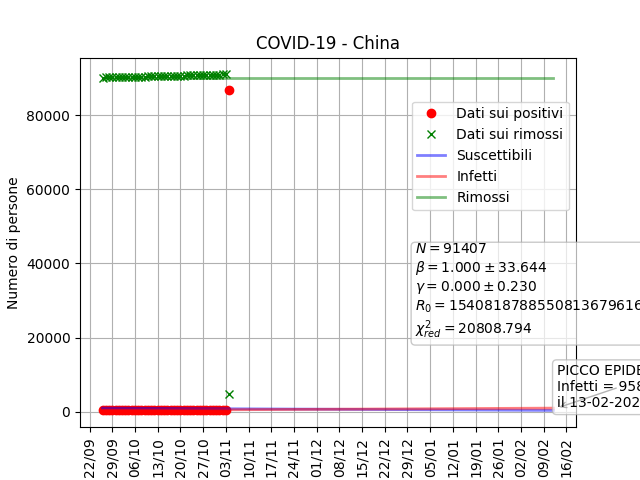 COVID-19 - China
Numero di persone
80000
60000
40000
20000
0
Dati sui positivi
Dati sui rimossi
Suscettibili
Infetti
Rimossi
N = 91407
β = 1.000 ± 33.644
γ = 0.000 ± 0.230
R₀ = 1540818788550813679616
χ²_red = 20808.794
PICCO EPIDE
Infetti = 958
il 13-02-202
22/09 29/09 06/10 13/10 20/10 27/10 03/11 10/11 17/11 24/11 01/12 08/12 15/12 22/12 29/12 05/01 12/01 19/01 26/01 02/02 09/02 16/02